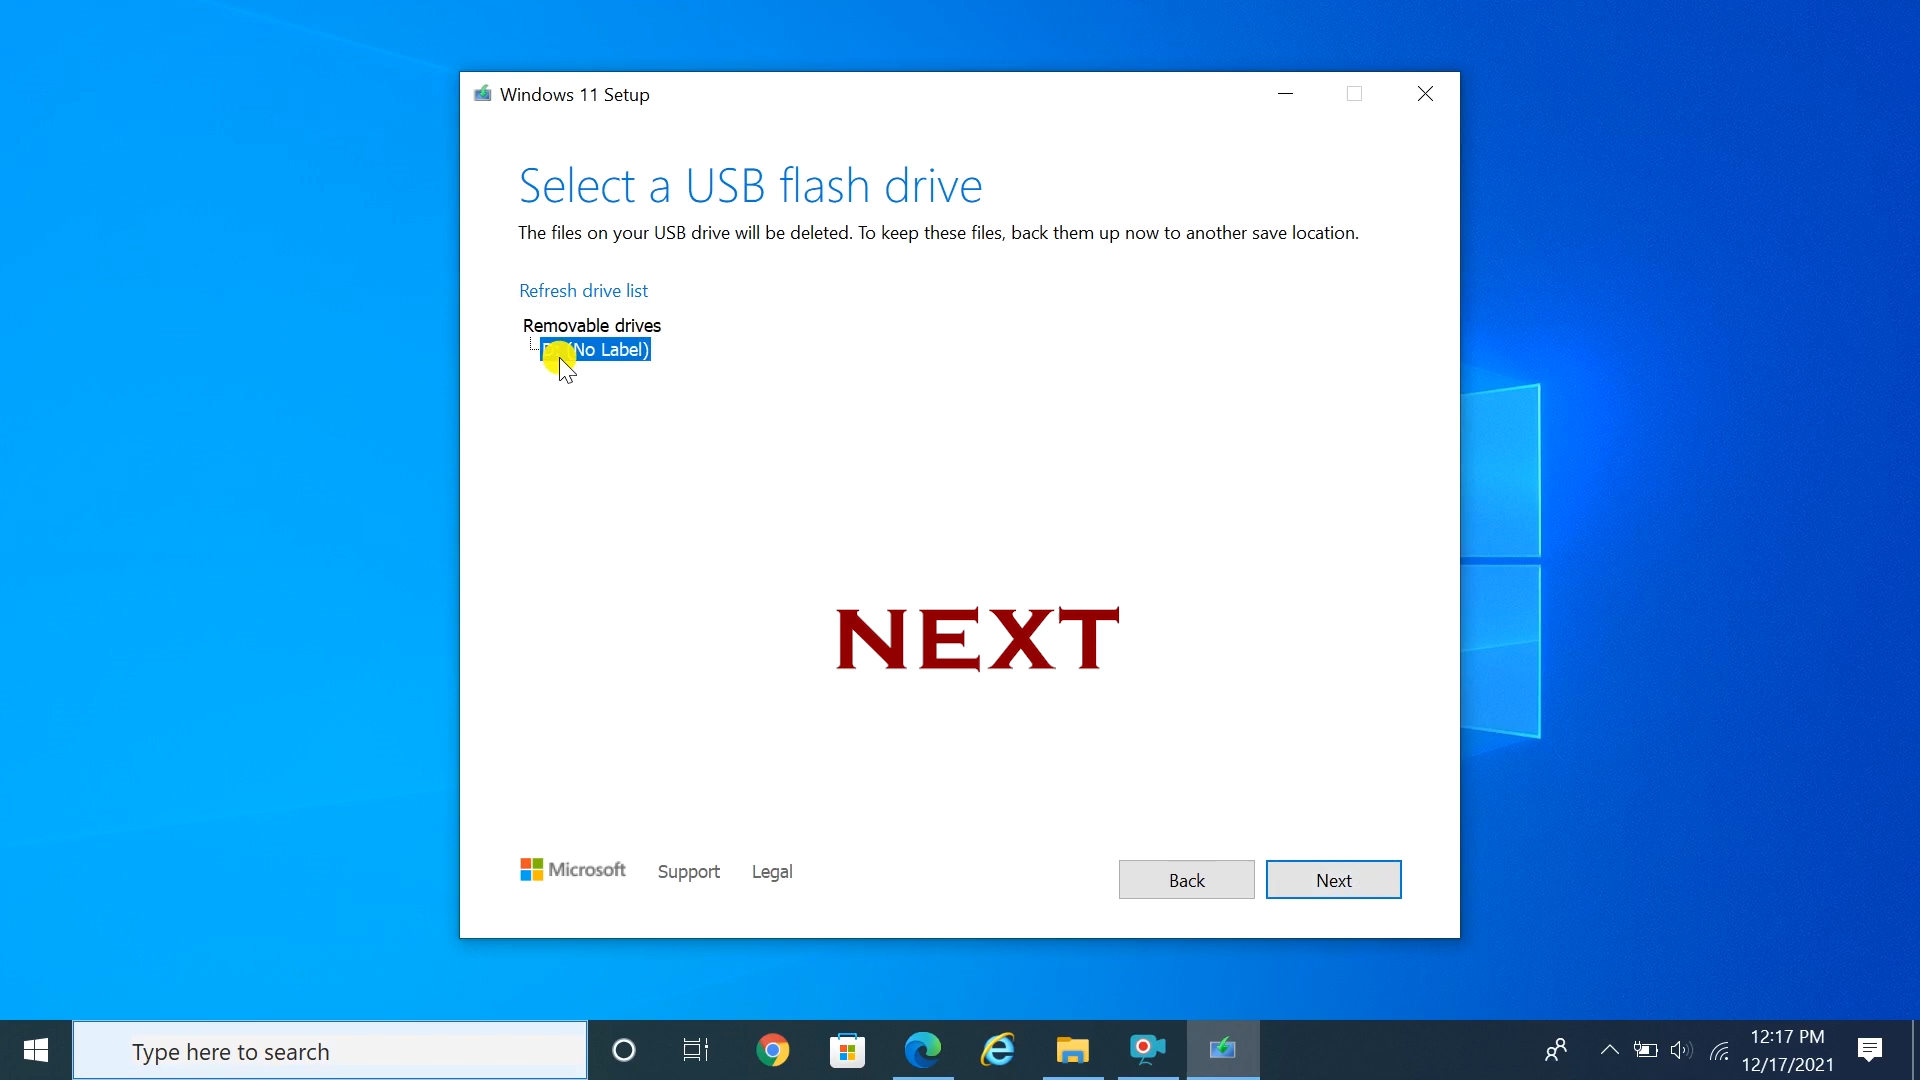 Windows 11 Setup
Select a USB flash drive
The files on your USB drive will be deleted. To keep these files, back them up now to another save location.
Refresh drive list
Removable drives
(No Label)
NEXT
Microsoft
Support
Legal
Back
Next
Type here to search
12:17 PM
12/17/2021